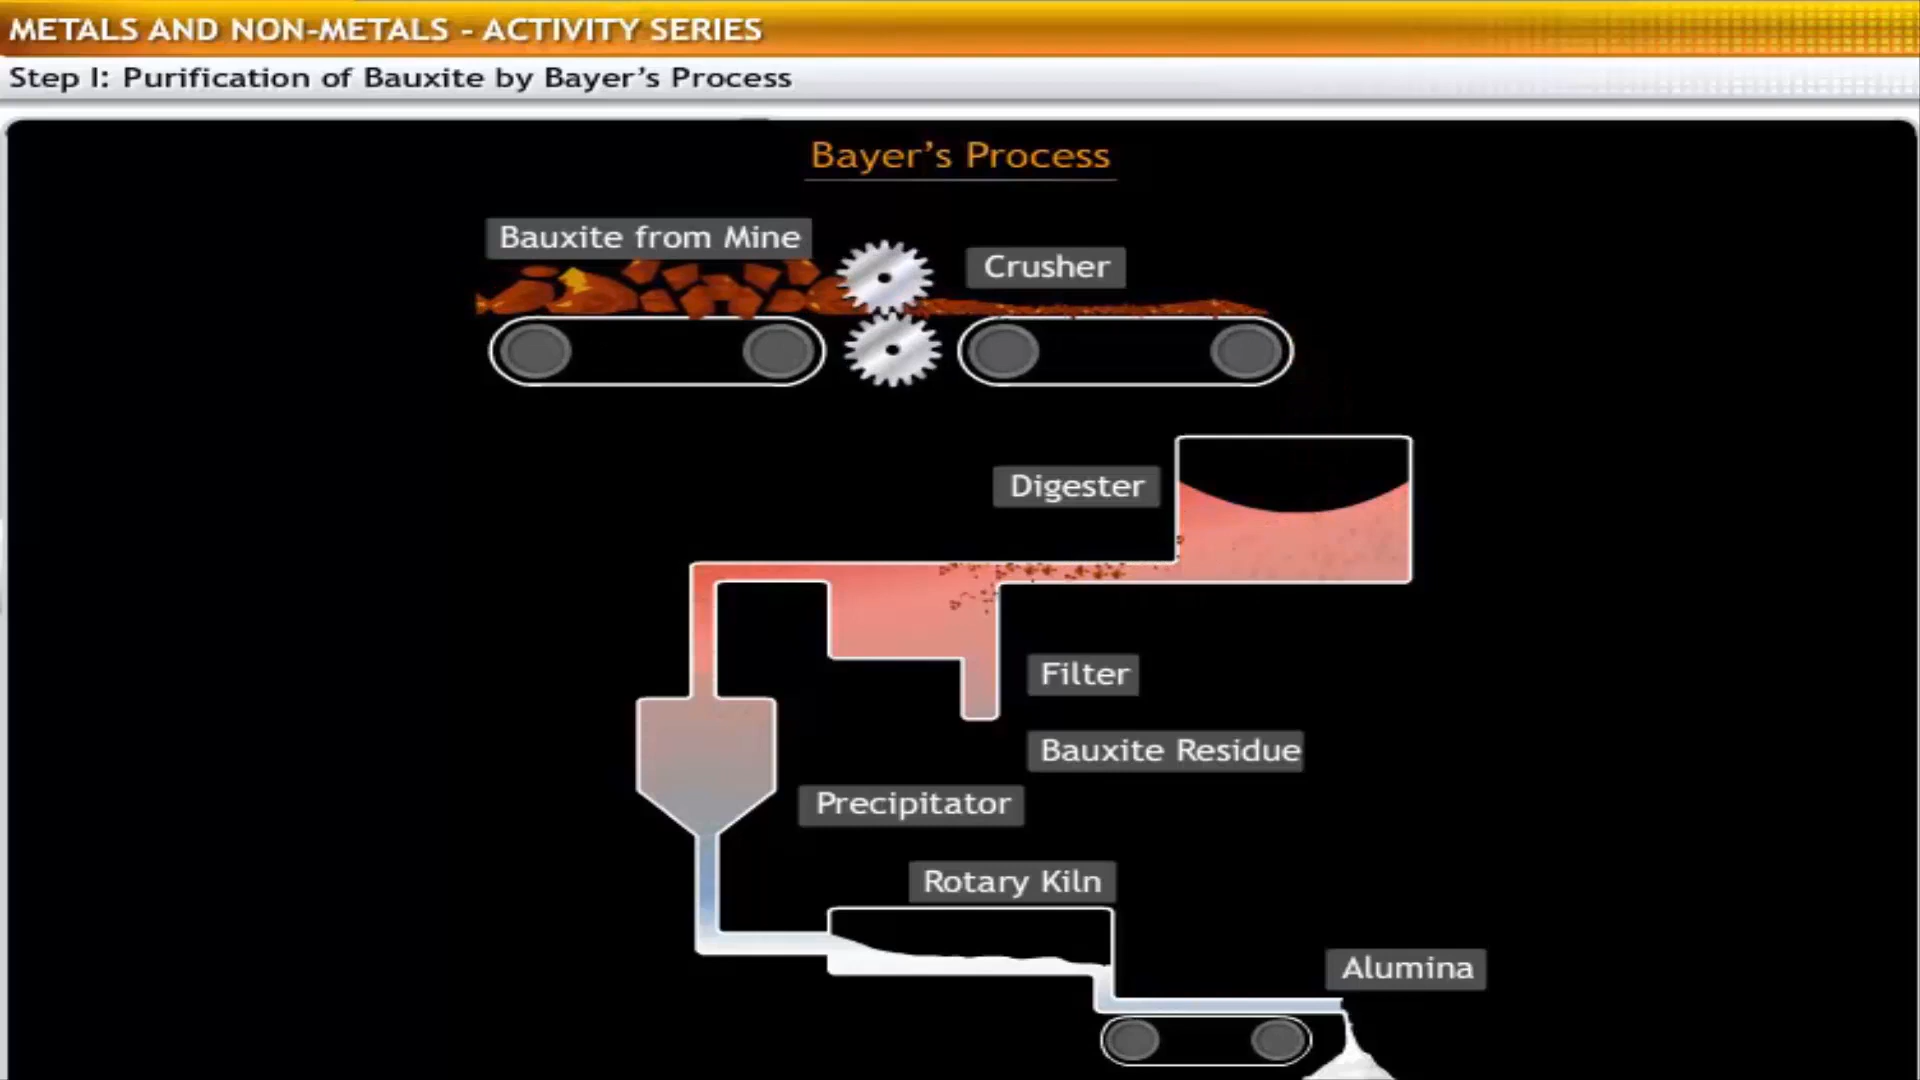 METALS AND NON-METALS - ACTIVITY SERIES
Step I: Purification of Bauxite by Bayer's Process
Bayer's Process
Bauxite from Mine
Crusher
Digester
Filter
Bauxite Residue
Precipitator
Rotary Kiln
Alumina